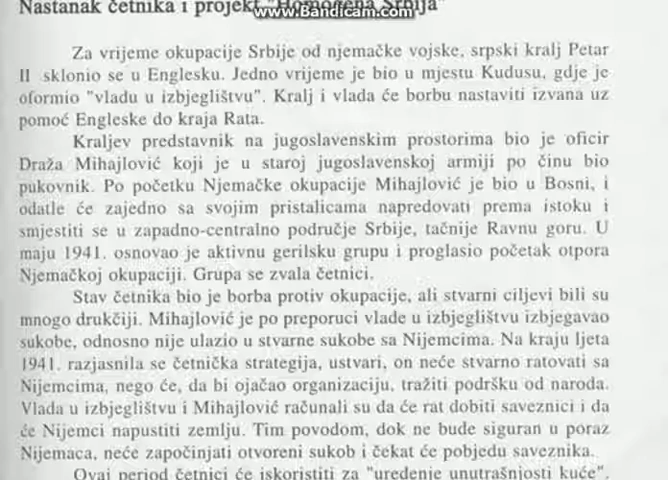 Nastanak četnika i projekt "Homogena Srbija"
www.Bandicam.com
Za vrijeme okupacije Srbije od njemačke vojske, srpski kralj Petar
II sklonio se u Englesku. Jedno vrijeme je bio u mjestu Kudusu, gdje je
oformio "vladu u izbjeglištvu". Kralj i vlada će borbu nastaviti izvana uz
pomoć Engleske do kraja Rata.
Kraljev predstavnik na jugoslavenskim prostorima bio je oficir
Draža Mihajlović koji je u staroj jugoslavenskoj armiji po činu bio
pukovnik. Po početku Njemačke okupacije Mihajlović je bio u Bosni, i
odatle će zajedno sa svojim pristalicama napredovati prema istoku i
smjestiti se u zapadno-centralno područje Srbije, tačnije Ravnu goru. U
maju 1941. osnovao je aktivnu gerilsku grupu i proglasio početak otpora
Njemačkoj okupaciji. Grupa se zvala četnici.
Stav četnika bio je borba protiv okupacije, ali stvarni ciljevi bili su
mnogo drukčiji. Mihajlović je po preporuci vlade u izbjeglištvu izbjegavao
sukobe, odnosno nije ulazio u stvarne sukobe sa Nijemcima. Na kraju ljeta
1941. razjasnila se četnička strategija, ustvari, on neće stvarno ratovati sa
Nijemcima, nego će, da bi ojačao organizaciju, tražiti podršku od naroda.
Vlada u izbjeglištvu i Mihajlović računali su da će rat dobiti saveznici i da
će Nijemci napustiti zemlju. Tim povodom, dok ne bude siguran u poraz
Nijemaca, neće započinjati otvoreni sukob i čekat će pobjedu saveznika.
Ovaj period četnici će iskoristiti za "uređenje unutrašnjosti kuće".